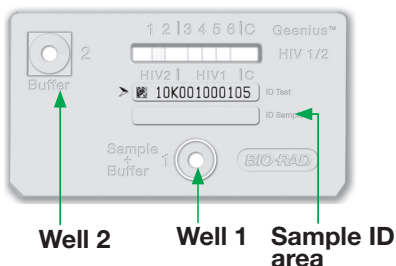 1 2 3 4 5 6 C Geenius™
2 HIV 1/2
Buffer HIV2 HIV1 C
10K001000105 ID Test
ID Sample
Sample + Buffer 1 BIO-RAD
Well 2 Well 1 Sample ID area